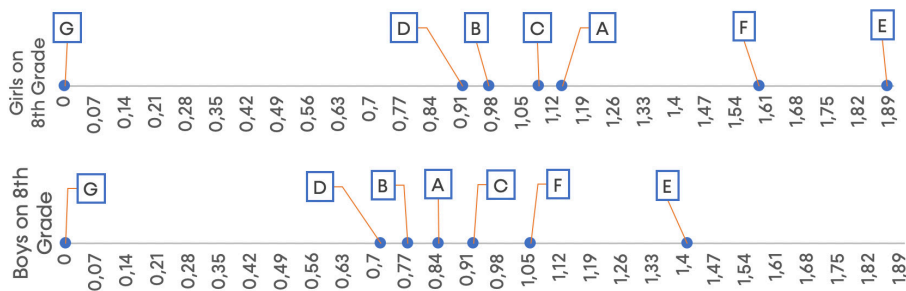 G D B C A F E
Girls on
8th Grade
0 0,07 0,14 0,21 0,28 0,35 0,42 0,49 0,56 0,63 0,7 0,77 0,84 0,91 0,98 1,05 1,12 1,19 1,26 1,33 1,4 1,47 1,54 1,61 1,68 1,75 1,82 1,89
G D B A C F E
Boys on 8th
Grade
0 0,07 0,14 0,21 0,28 0,35 0,42 0,49 0,56 0,63 0,7 0,77 0,84 0,91 0,98 1,05 1,12 1,19 1,26 1,33 1,4 1,47 1,54 1,61 1,68 1,75 1,82 1,89